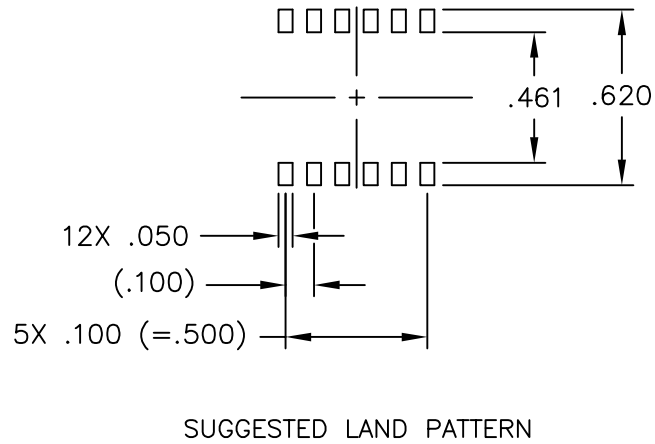 .461 .620
12X .050
(.100)
5X .100 (=.500)
SUGGESTED LAND PATTERN